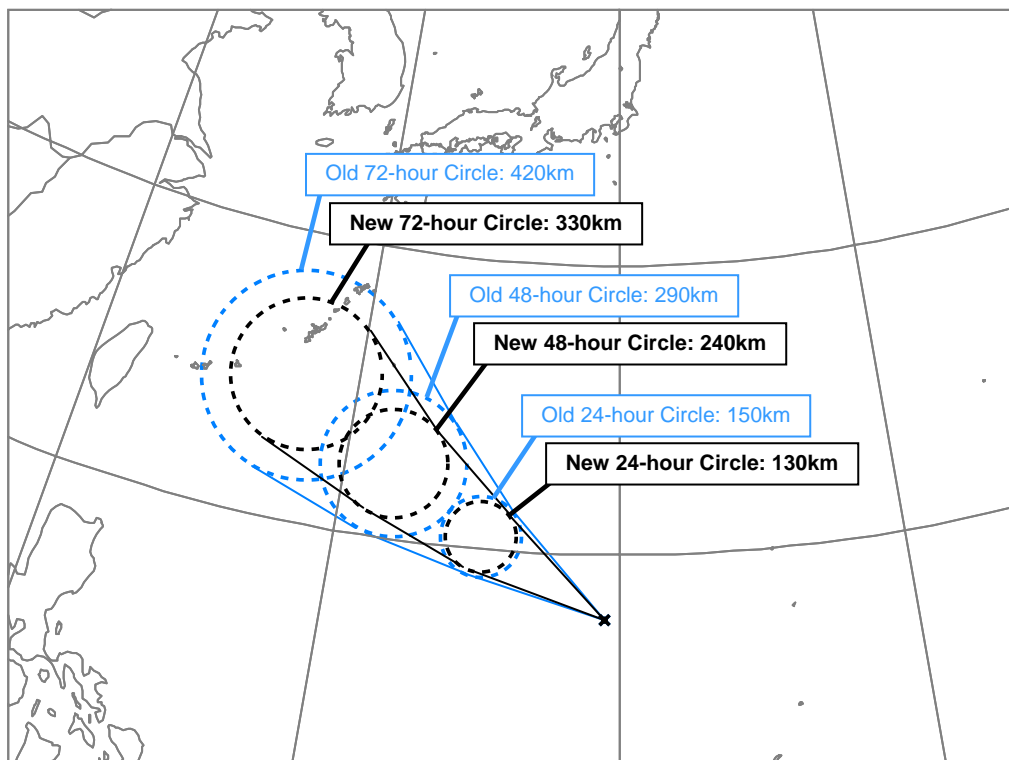 Old 72-hour Circle: 420km
New 72-hour Circle: 330km
Old 48-hour Circle: 290km
New 48-hour Circle: 240km
Old 24-hour Circle: 150km
New 24-hour Circle: 130km